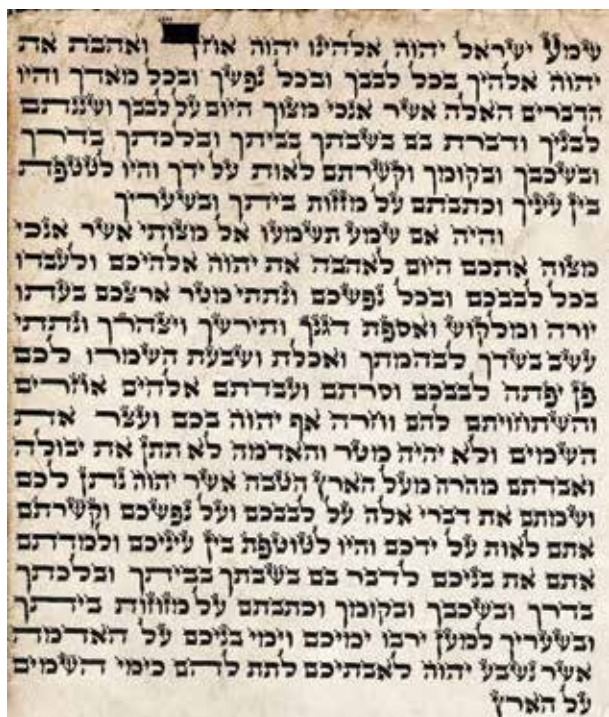 שמע ישראל יהוה אלהינו יהוה אחד ואהבת את
יהוה אלהיך בכל לבבך ובכל נפשך ובכל מאדך והיו
הדברים האלה אשר אנכי מצוך היום על לבבך ושננתם
לבניך ודברת בם בשבתך בביתך ובלכתך בדרך
ובשכבך ובקומך וקשרתם לאות על ידך והיו לטטפת
בין עיניך וכתבתם על מזזות ביתך ובשעריך
והיה אם שמע תשמעו אל מצותי אשר אנכי
מצוה אתכם היום לאהבה את יהוה אלהיכם ולעבדו
בכל לבבכם ובכל נפשכם ונתתי מטר ארצכם בעתו
יורה ומלקוש ואספת דגנך ותירשך ויצהרך ונתתי
עשב בשדך לבהמתך ואכלת ושבעת השמרו לכם
פן יפתה לבבכם וסרתם ועבדתם אלהים אחרים
והשתחויתם להם וחרה אף יהוה בכם ועצר את
השמים ולא יהיה מטר והאדמה לא תתן את יבולה
ואבדתם מהרה מעל הארץ הטבה אשר יהוה נתן לכם
ושמתם את דברי אלה על לבבכם ועל נפשכם וקשרתם
אתם לאות על ידכם והיו לטוטפת בין עיניכם ולמדתם
אתם את בניכם לדבר בם בשבתך בביתך ובלכתך
בדרך ובשכבך ובקומך וכתבתם על מזוזות ביתך
ובשעריך למען ירבו ימיכם וימי בניכם על האדמה
אשר נשבע יהוה לאבתיכם לתת להם כימי השמים
על הארץ